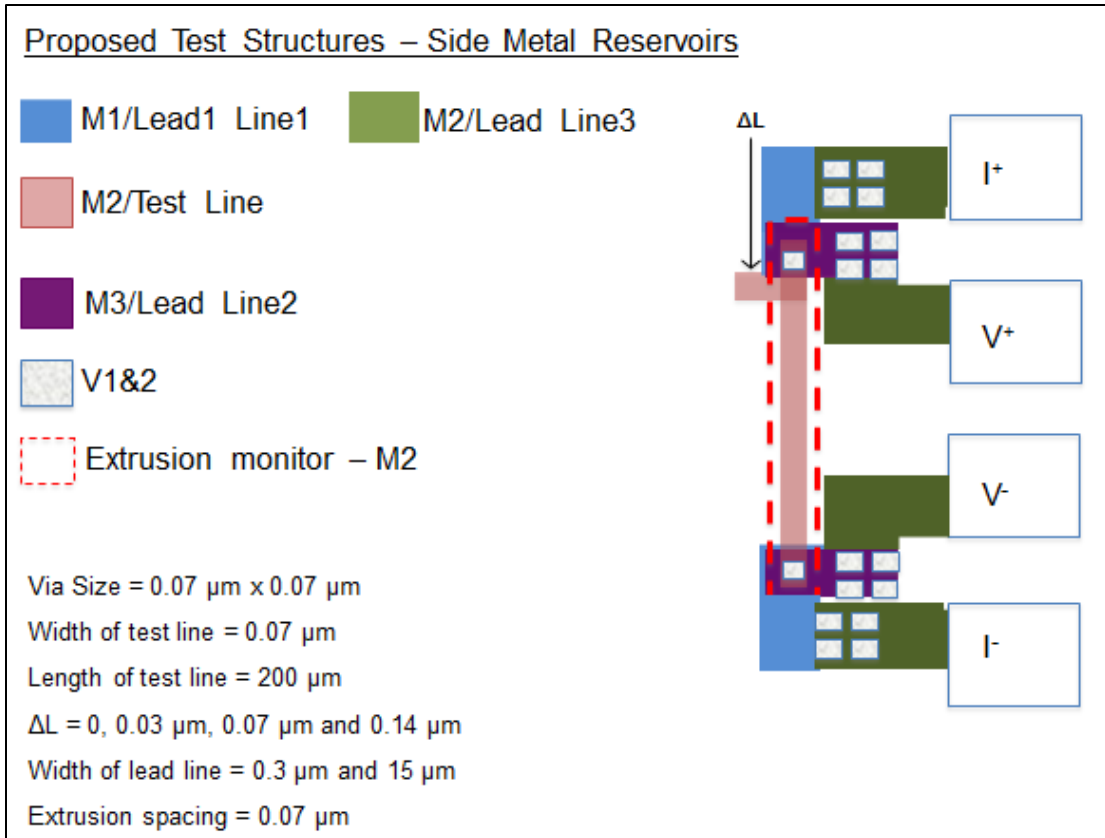 Proposed Test Structures – Side Metal Reservoirs
M1/Lead1 Line1
M2/Lead Line3
M2/Test Line
M3/Lead Line2
V1&2
Extrusion monitor – M2
Via Size = 0.07 µm x 0.07 µm
Width of test line = 0.07 µm
Length of test line = 200 µm
ΔL = 0, 0.03 µm, 0.07 µm and 0.14 µm
Width of lead line = 0.3 µm and 15 µm
Extrusion spacing = 0.07 µm
ΔL
I⁺
V⁺
V⁻
I⁻